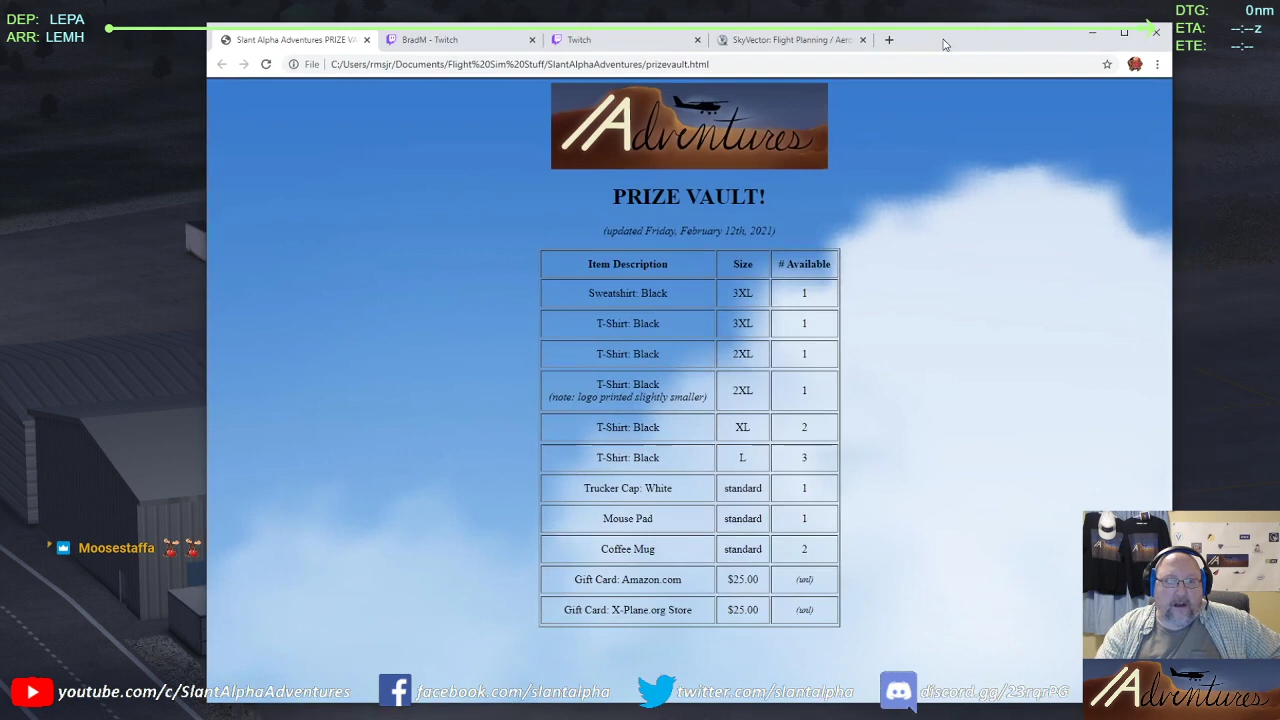 DEP: LEPA
ARR: LEMH
DTG: 0nm
ETA: --:--z
ETE: --:--
Slant Alpha Adventures PRIZE VA
BradM - Twitch
Twitch
SkyVector: Flight Planning / Aero
File C:/Users/rmsjr/Documents/Flight%20Sim%20Stuff/SlantAlphaAdventures/prizevault.html
//Adventures
PRIZE VAULT!
(updated Friday, February 12th, 2021)
Item Description Size # Available
Sweatshirt: Black 3XL 1
T-Shirt: Black 3XL 1
T-Shirt: Black 2XL 1
T-Shirt: Black
(note: logo printed slightly smaller) 2XL 1
T-Shirt: Black XL 2
T-Shirt: Black L 3
Trucker Cap: White standard 1
Mouse Pad standard 1
Coffee Mug standard 2
Gift Card: Amazon.com $25.00 (unl)
Gift Card: X-Plane.org Store $25.00 (unl)
Moosestaffa
youtube.com/c/SlantAlphaAdventures
facebook.com/slantalpha
twitter.com/slantalpha
discord.gg/23rqrPG
//Adventures